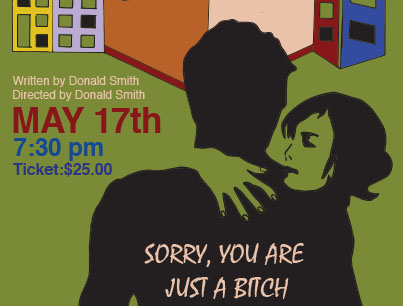 Written by Donald Smith
Directed by Donald Smith
MAY 17th
7:30 pm
Ticket:$25.00
SORRY, YOU ARE
JUST A BITCH